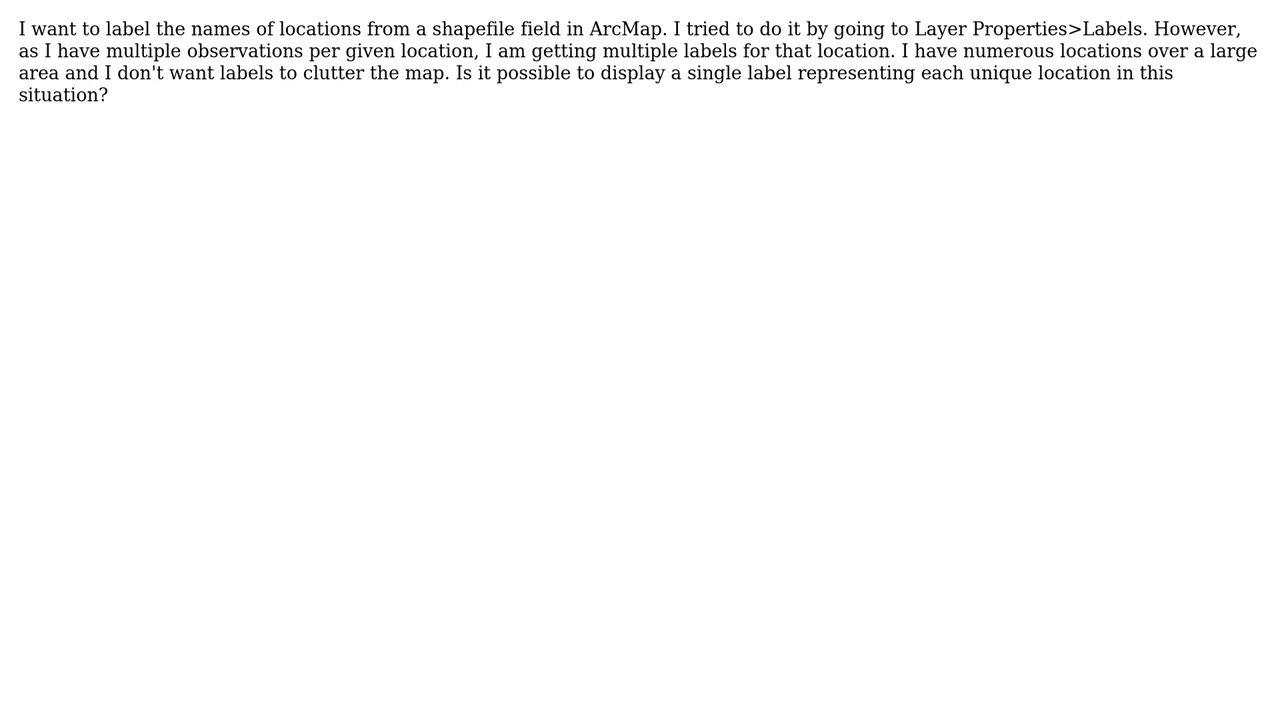 I want to label the names of locations from a shapefile field in ArcMap. I tried to do it by going to Layer Properties>Labels. However,
as I have multiple observations per given location, I am getting multiple labels for that location. I have numerous locations over a large
area and I don't want labels to clutter the map. Is it possible to display a single label representing each unique location in this
situation?